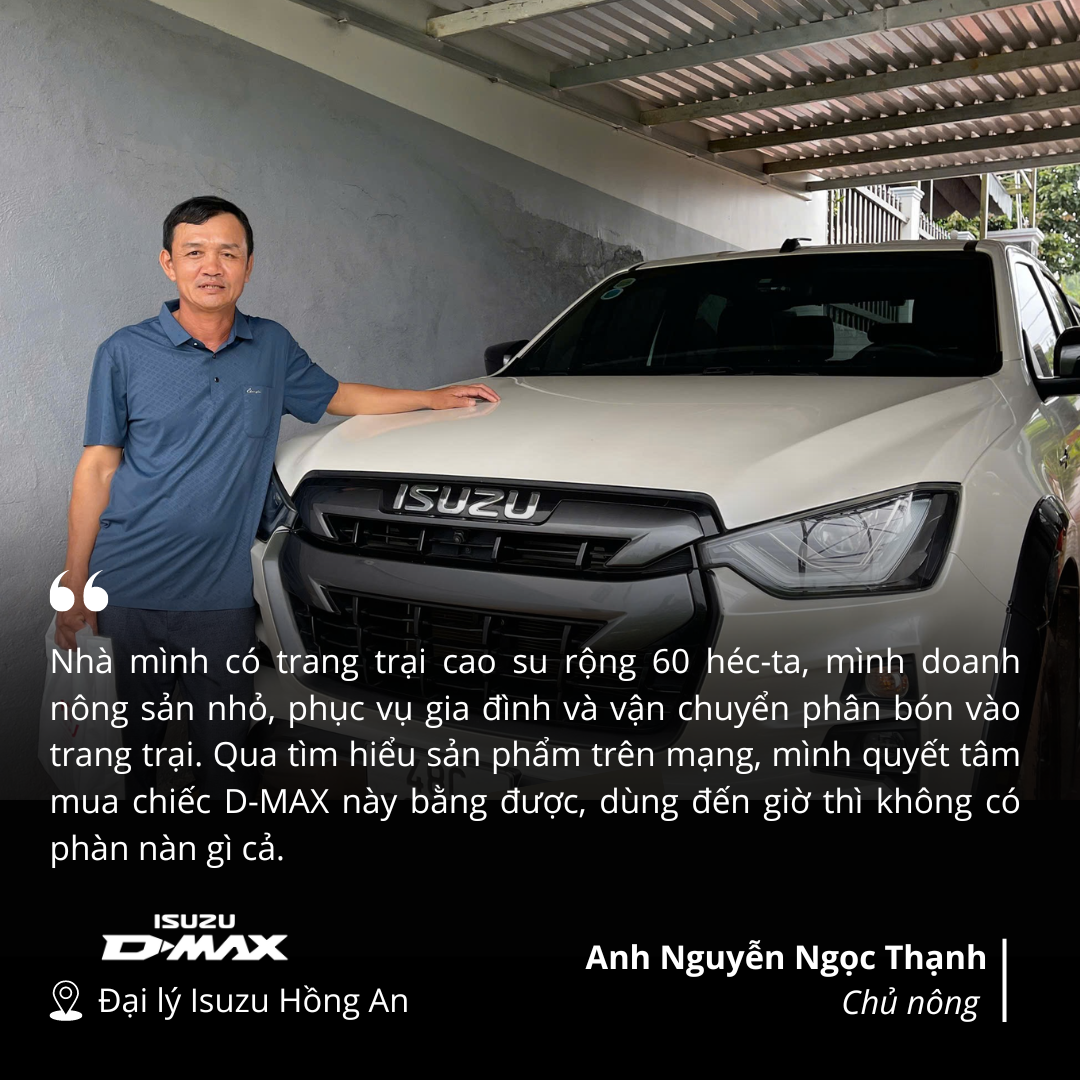 ISUZU
Nhà mình có trang trại cao su rộng 60 héc-ta, mình doanh
nông sản nhỏ, phục vụ gia đình và vận chuyển phân bón vào
trang trại. Qua tìm hiểu sản phẩm trên mạng, mình quyết tâm
mua chiếc D-MAX này bằng được, dùng đến giờ thì không có
phàn nàn gì cả.
ISUZU
D-MAX
Đại lý Isuzu Hồng An
Anh Nguyễn Ngọc Thạnh
Chủ nông